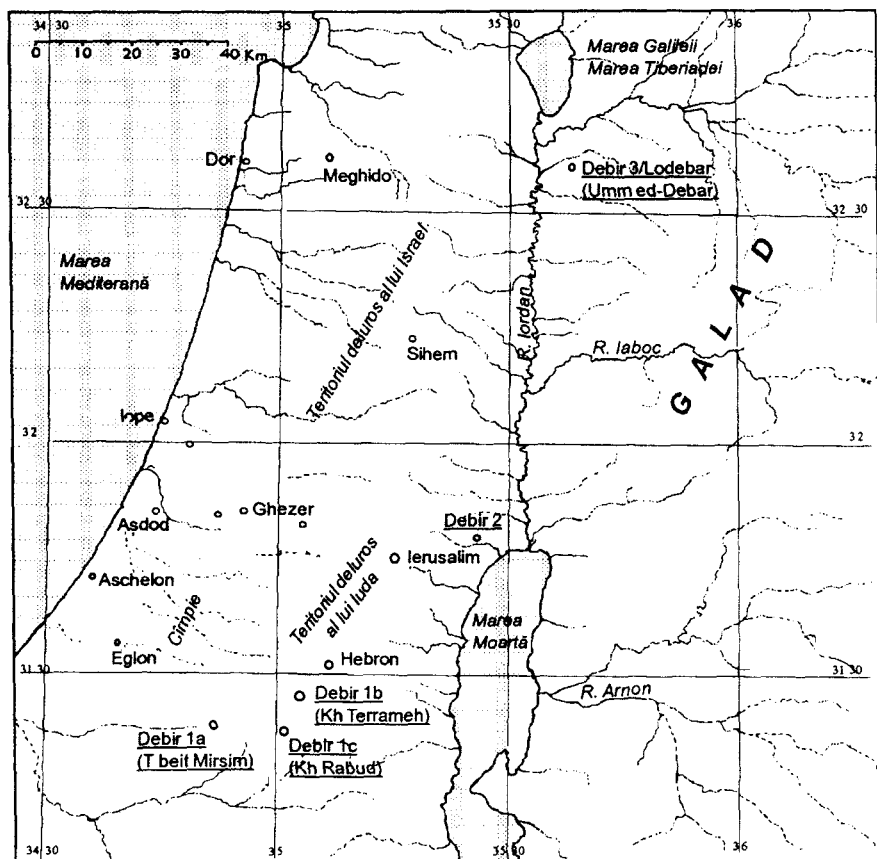 34 30
35
35 30
36
0 10 20 30 40 Km
Marea Galileii
Marea Tiberiadei
Dor
Meghido
Debir 3/Lodebar
(Umm ed-Debar)
32 30
32 30
Marea
Mediterană
Teritoriul deluros al lui Israel
R. Iordan
GALAD
Sihem
R. Iaboc
Iope
32
32
Asdod
Ghezer
Debir 2
Ierusalim
Aschelon
Cîmpie
Teritoriul deluros
al lui Iuda
Marea
Moartă
Eglon
Hebron
31 30
31 30
Debir 1b
(Kh Terrameh)
R. Arnon
Debir 1a
(T beit Mirsim)
Debir 1c
(Kh Rabud)
34 30
35
35 30
36